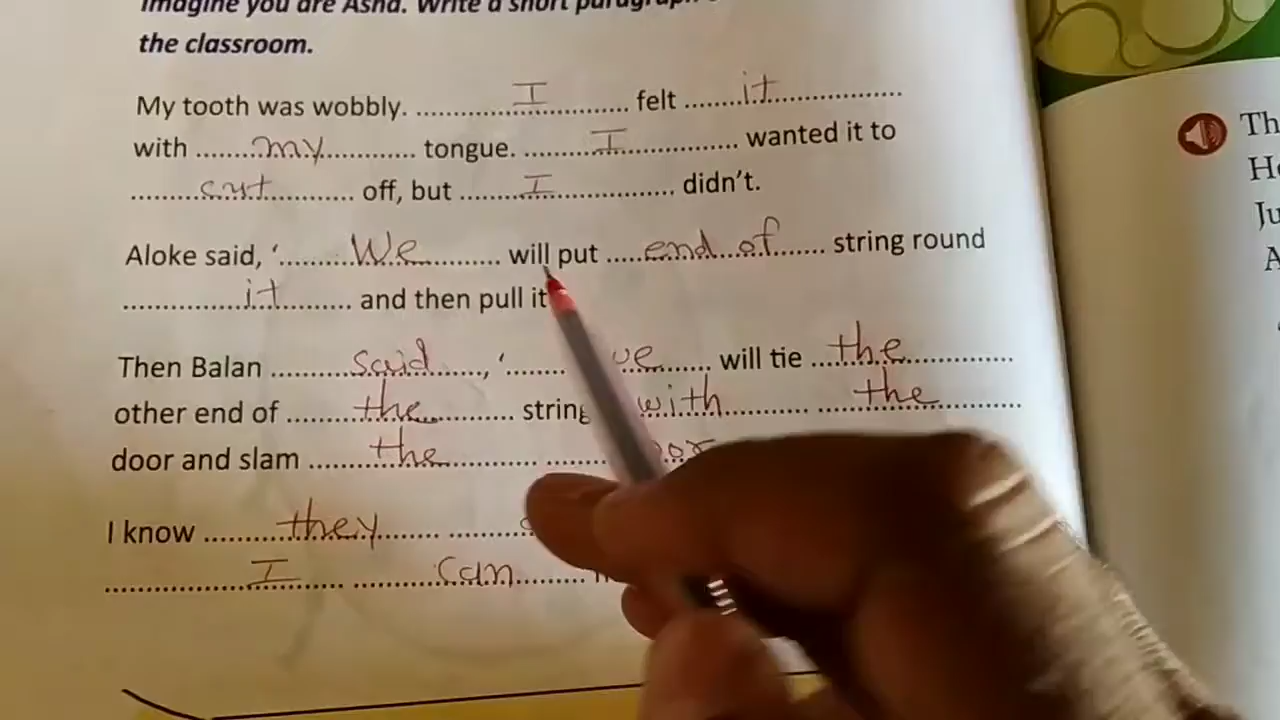 Imagine you are Asha. Write a short paragraph
the classroom.
My tooth was wobbly. I felt it
with my tongue. I wanted it to
cut off, but I didn't.
Aloke said, 'We will put end of string round
it and then pull it
Then Balan said, ' will tie the
other end of the string with the
door and slam the
I know they
I can
Th
Ju
A